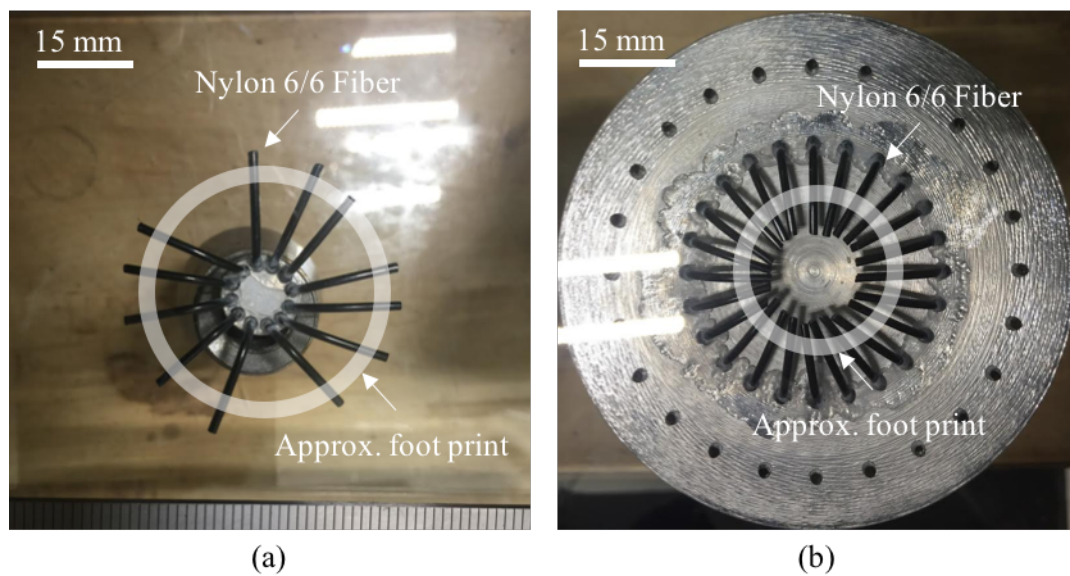 15 mm
Nylon 6/6 Fiber
Approx. foot print
(a)
15 mm
Nylon 6/6 Fiber
Approx. foot print
(b)